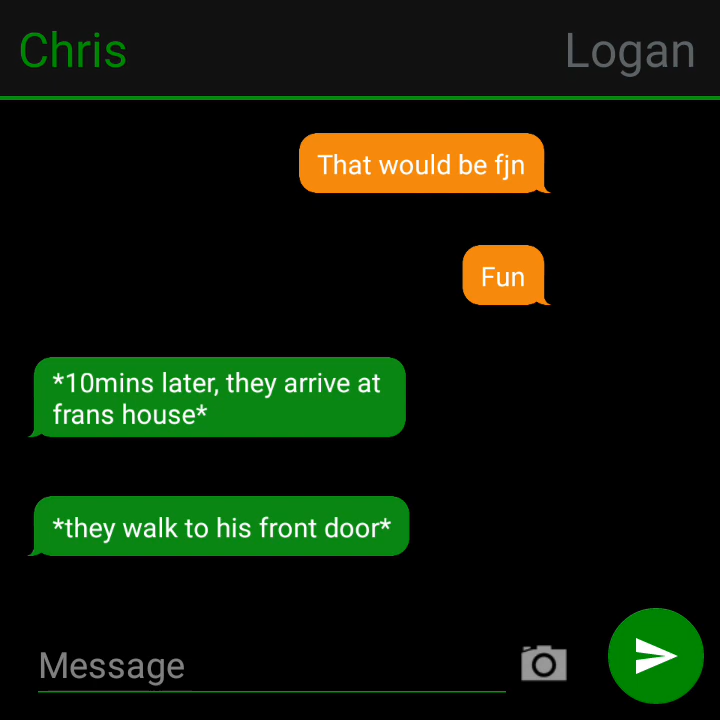 Chris
Logan
That would be fjn
Fun
*10mins later, they arrive at
frans house*
*they walk to his front door*
Message